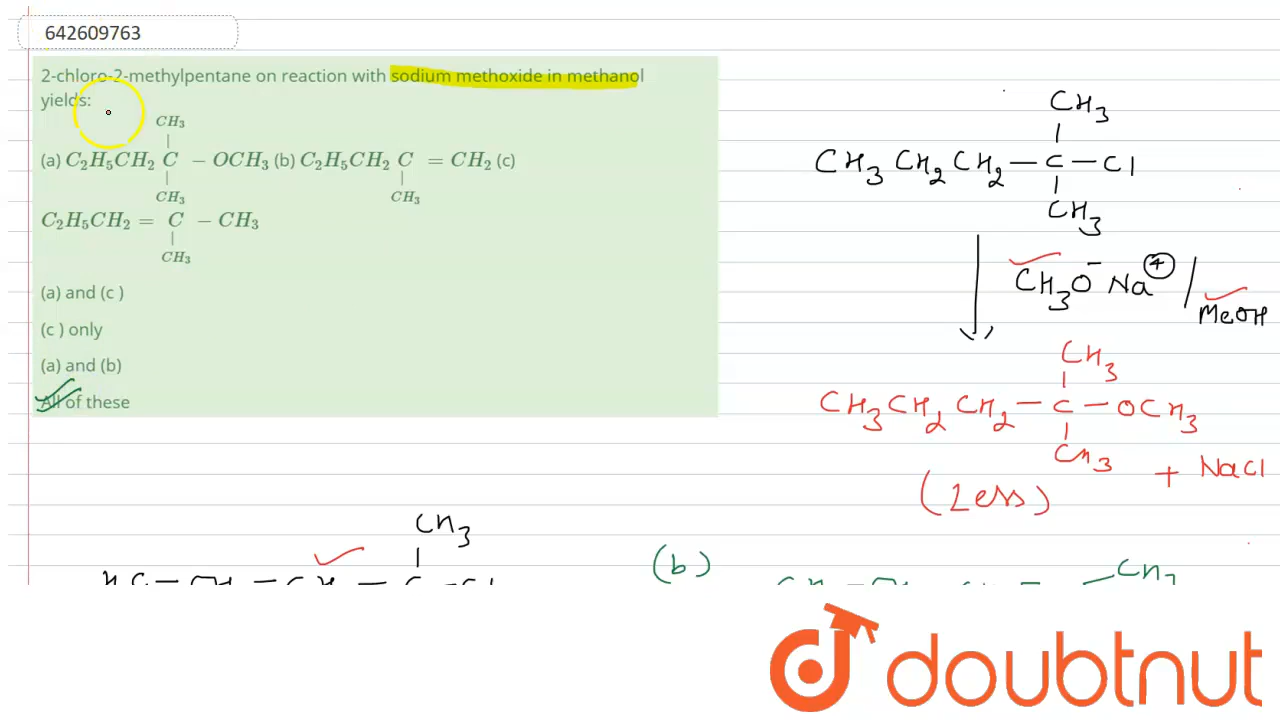 642609763
2-chloro-2-methylpentane on reaction with sodium methoxide in methanol
yields:
CH3
|
(a) C2H5CH2 C − OCH3 (b) C2H5CH2 C = CH2 (c)
| |
CH3 CH3
C2H5CH2 = C − CH3
|
CH3
(a) and (c )
(c ) only
(a) and (b)
All of these
CH3
|
CH3 CH2 CH2 — C — Cl
|
CH3
CH3O− Na+ / MeOH
CH3
|
CH3CH2 CH2 — C — OCH3
|
CH3
+ NaCl
(Less)
CH3
|
(b)
CH3
doubtnut